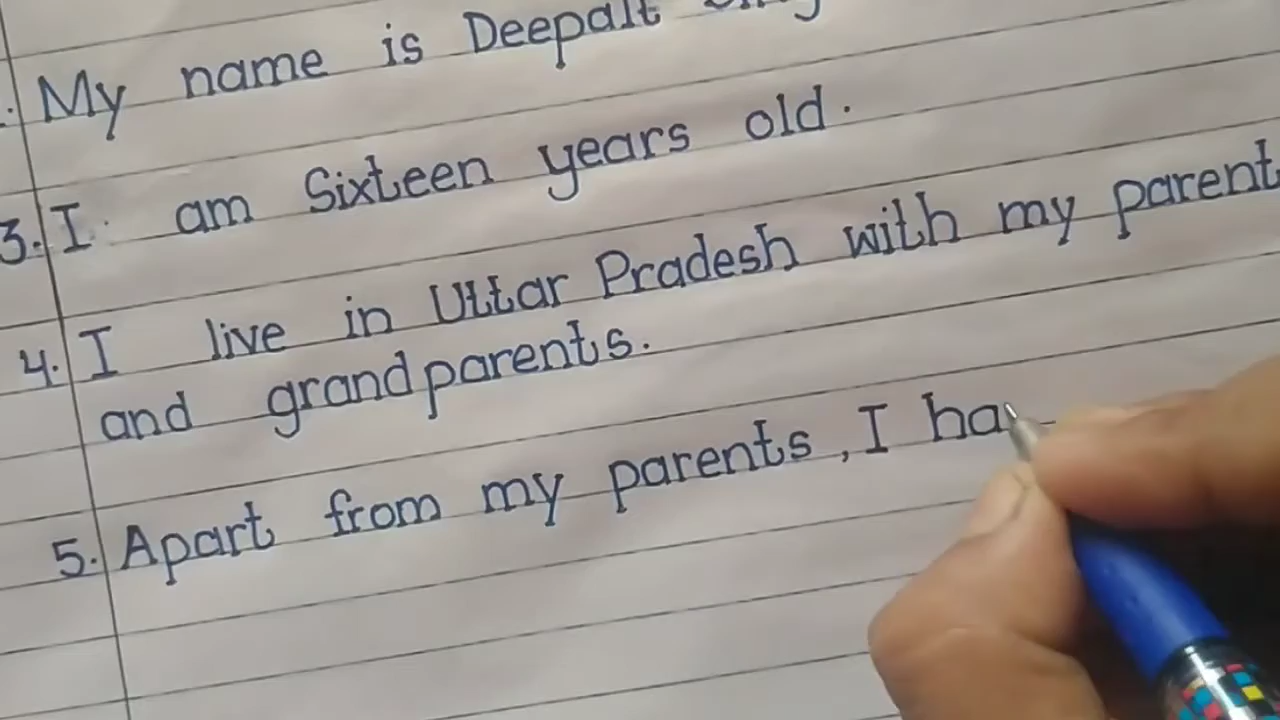 My name is Deepali
3. I am Sixteen years old.
4. I live in Uttar Pradesh with my parent
and grandparents.
5. Apart from my parents, I hav